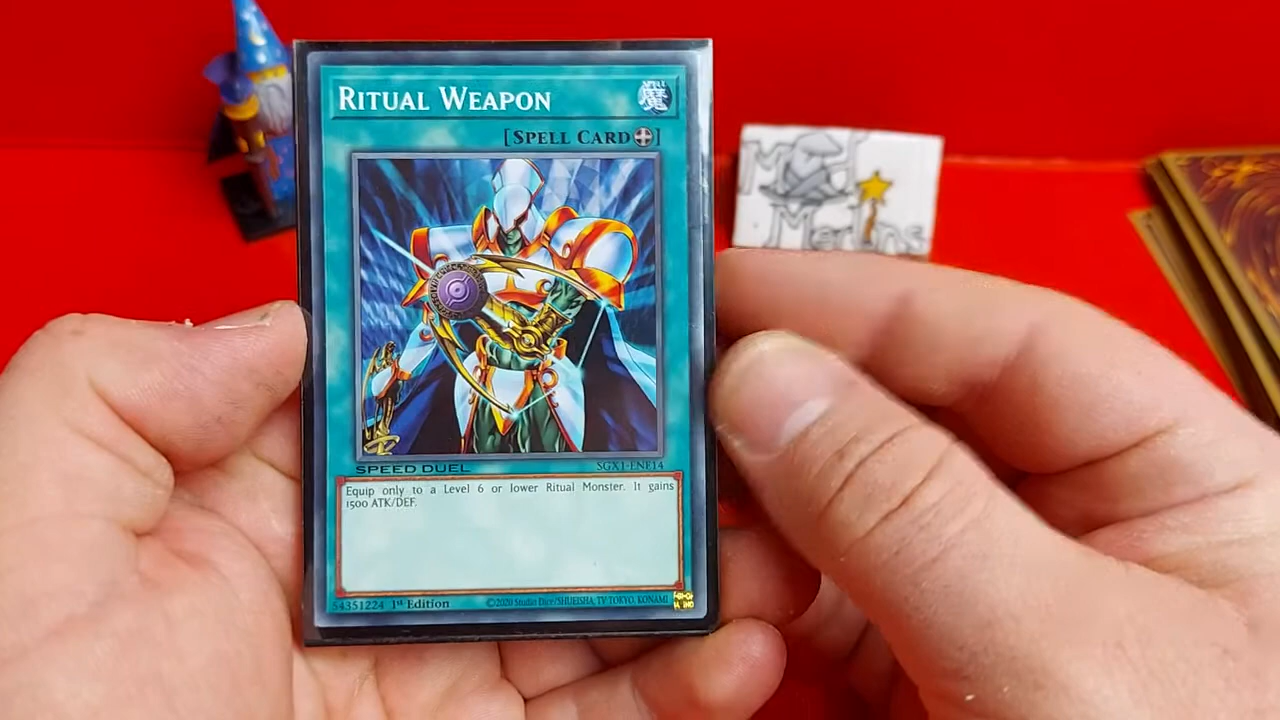 RITUAL WEAPON
魔
[SPELL CARD ]
SPEED DUEL
SGX1-ENE14
Equip only to a Level 6 or lower Ritual Monster. It gains
1500 ATK/DEF.
54351224 1st Edition
©2020 Studio Dice/SHUEISHA, TV TOKYO, KONAMI
Merlins